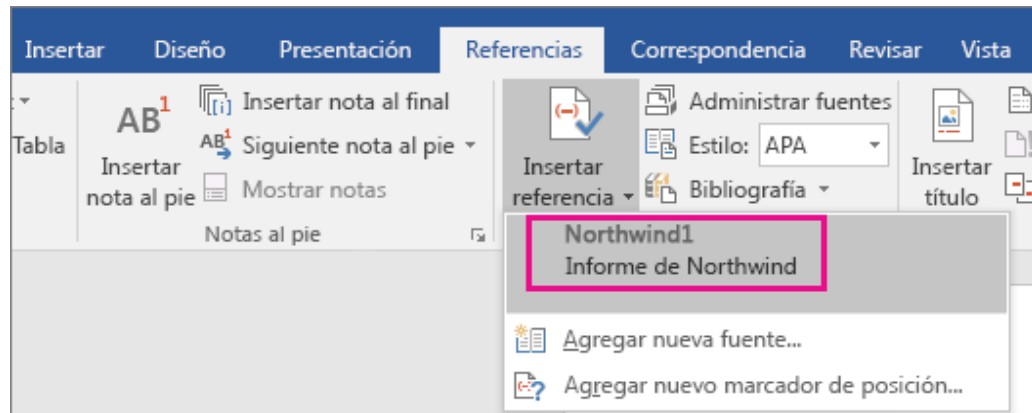 Insertar Diseño Presentación Referencias Correspondencia Revisar Vista
Tabla
AB1
Insertar
nota al pie
[i] Insertar nota al final
AB1 Siguiente nota al pie
Mostrar notas
Notas al pie
(-)
Insertar
referencia
Administrar fuentes
Estilo: APA
Bibliografía
Insertar
título
Northwind1
Informe de Northwind
Agregar nueva fuente...
(-)? Agregar nuevo marcador de posición...